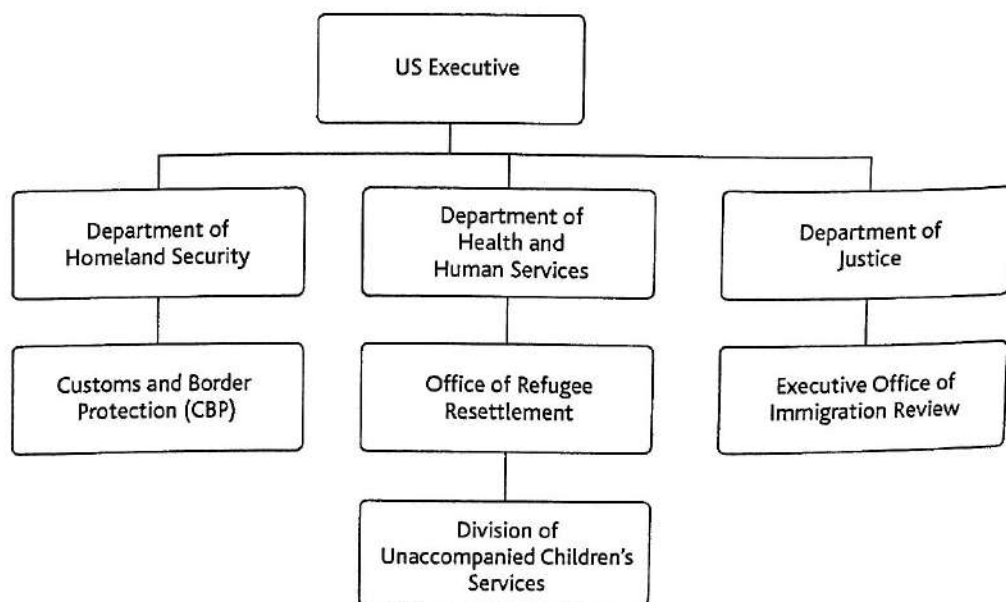 US Executive
Department of
Homeland Security
Department of
Health and
Human Services
Department of
Justice
Customs and Border
Protection (CBP)
Office of Refugee
Resettlement
Executive Office of
Immigration Review
Division of
Unaccompanied Children's
Services